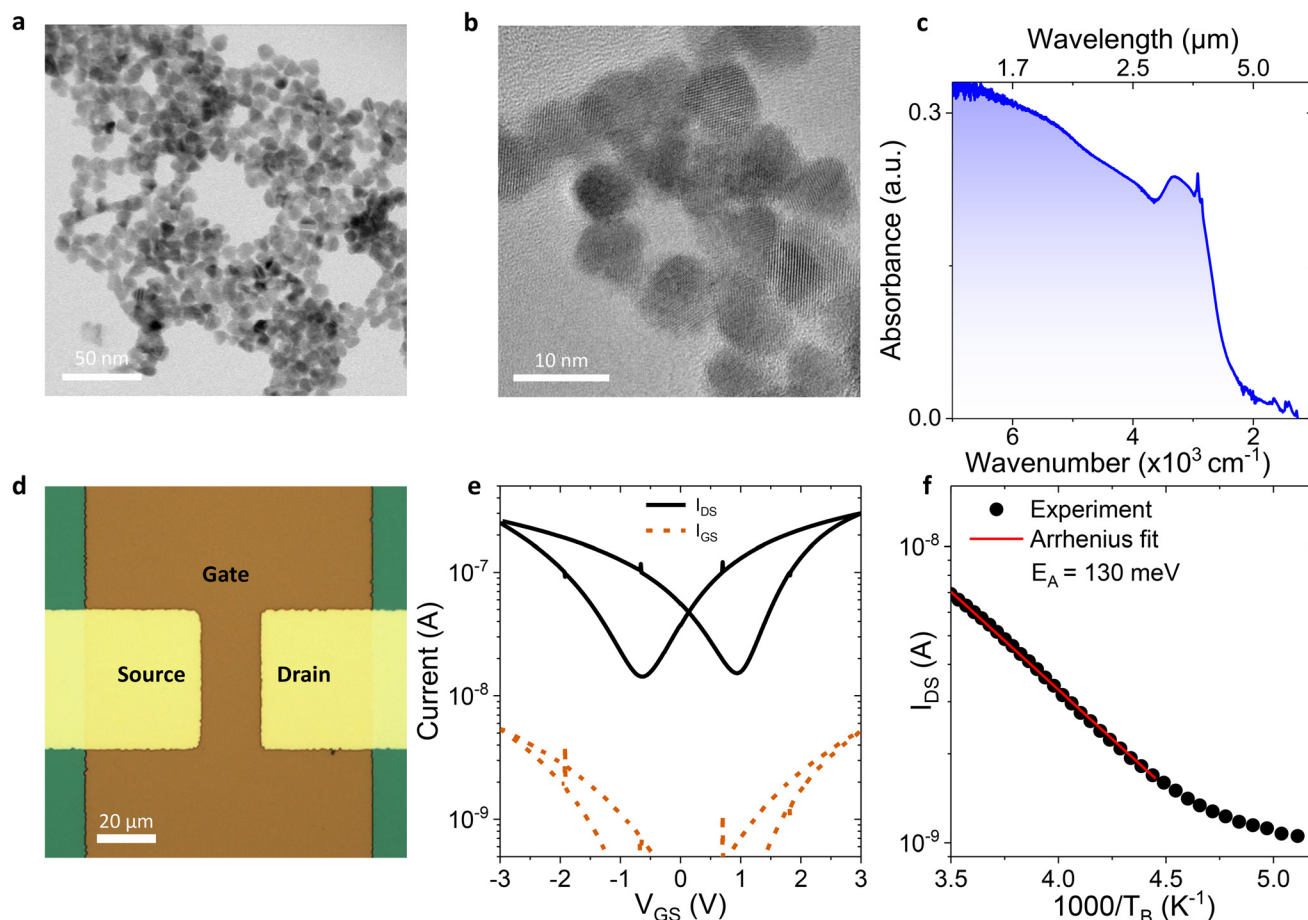 a
50 nm
b
10 nm
c
Wavelength (µm)
1.7 2.5 5.0
Absorbance (a.u.)
0.3
0.0
6 4 2
Wavenumber (x10³ cm⁻¹)
d
Gate
Source
Drain
20 µm
e
I_DS
I_GS
Current (A)
10⁻⁷
10⁻⁸
10⁻⁹
-3 -2 -1 0 1 2 3
V_GS (V)
f
Experiment
Arrhenius fit
E_A = 130 meV
I_DS (A)
10⁻⁸
10⁻⁹
3.5 4.0 4.5 5.0
1000/T_B (K⁻¹)